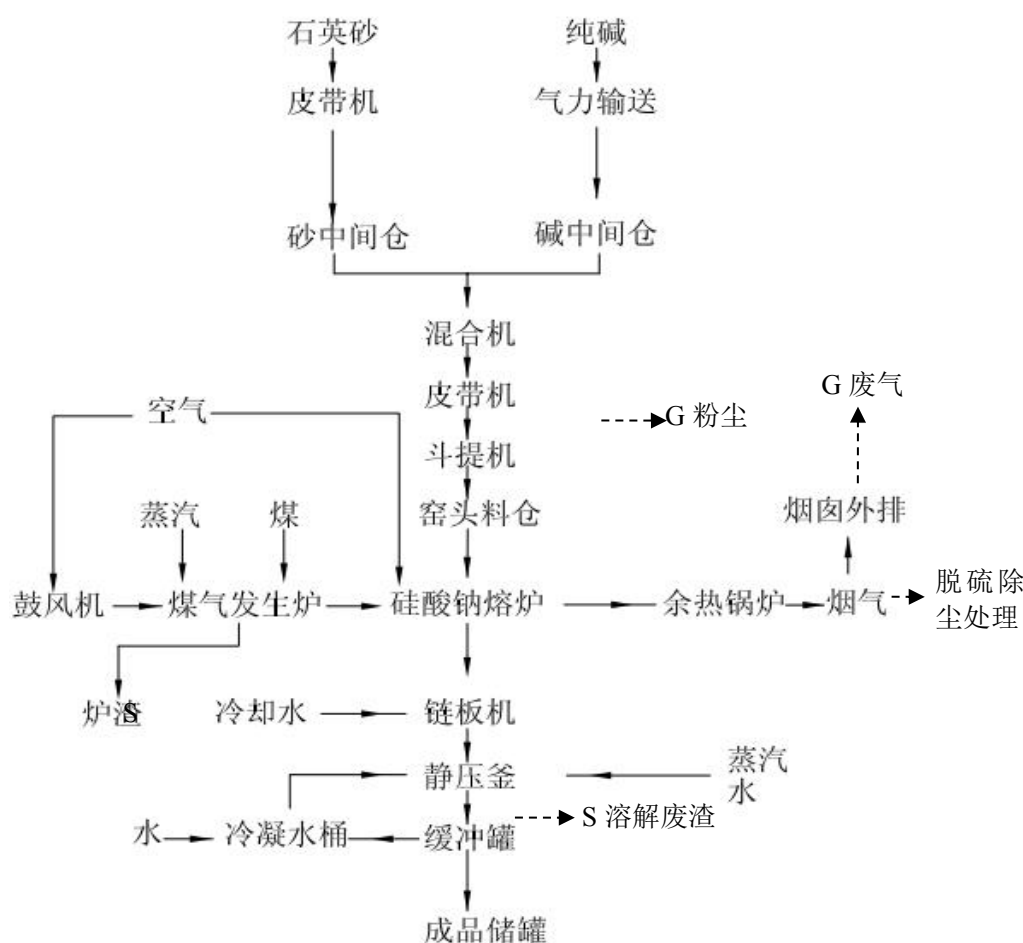 石英砂
纯碱
皮带机
气力输送
砂中间仓
碱中间仓
混合机
皮带机
G 粉尘
G 废气
空气
斗提机
蒸汽
煤
窑头料仓
烟囱外排
鼓风机
煤气发生炉
硅酸钠熔炉
余热锅炉
烟气
脱硫除
尘处理
炉渣S
冷却水
链板机
静压釜
蒸汽
水
水
冷凝水桶
缓冲罐
S 溶解废渣
成品储罐